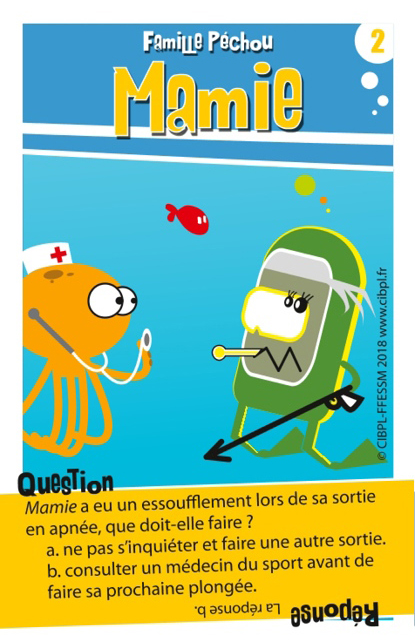 Famille Péchou
2
Mamie
© CIBPL-FFESSM 2018 www.cibpl.fr
Question
Mamie a eu un essoufflement lors de sa sortie
en apnée, que doit-elle faire ?
a. ne pas s'inquiéter et faire une autre sortie.
b. consulter un médecin du sport avant de
faire sa prochaine plongée.
Réponse
La réponse b.